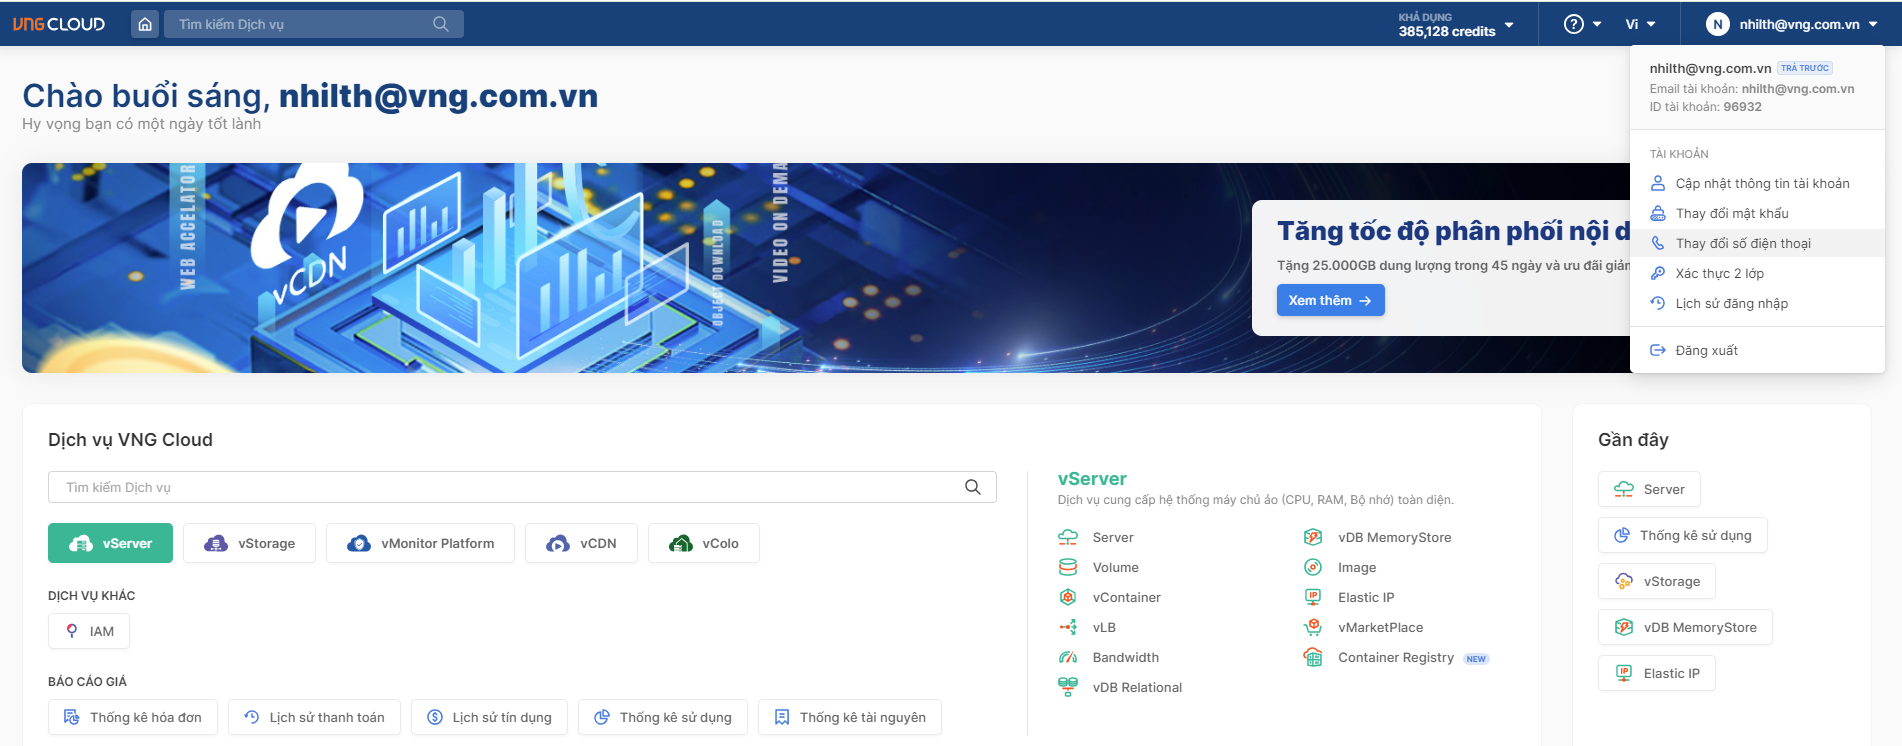 VNG CLOUD
Tìm kiếm Dịch vụ
KHẢ DỤNG
385,128 credits
?
Vi
N
nhilth@vng.com.vn
nhilth@vng.com.vn TRẢ TRƯỚC
Email tài khoản: nhilth@vng.com.vn
ID tài khoản: 96932
TÀI KHOẢN
Cập nhật thông tin tài khoản
Thay đổi mật khẩu
Thay đổi số điện thoại
Xác thực 2 lớp
Lịch sử đăng nhập
Đăng xuất
Chào buổi sáng, nhilth@vng.com.vn
Hy vọng bạn có một ngày tốt lành
WEB ACCELATOR
vCDN
OBJECT DOWNLOAD
VIDEO ON DEMA
Tăng tốc độ phân phối nội d
Tặng 25.000GB dung lượng trong 45 ngày và ưu đãi giảm
Xem thêm
Dịch vụ VNG Cloud
Tìm kiếm Dịch vụ
vServer
vStorage
vMonitor Platform
vCDN
vColo
DỊCH VỤ KHÁC
IAM
BÁO CÁO GIÁ
Thống kê hóa đơn
Lịch sử thanh toán
Lịch sử tín dụng
Thống kê sử dụng
Thống kê tài nguyên
vServer
Dịch vụ cung cấp hệ thống máy chủ ảo (CPU, RAM, Bộ nhớ) toàn diện.
Server
Volume
vContainer
vLB
Bandwidth
vDB Relational
vDB MemoryStore
Image
Elastic IP
vMarketPlace
Container Registry NEW
Gần đây
Server
Thống kê sử dụng
vStorage
vDB MemoryStore
Elastic IP